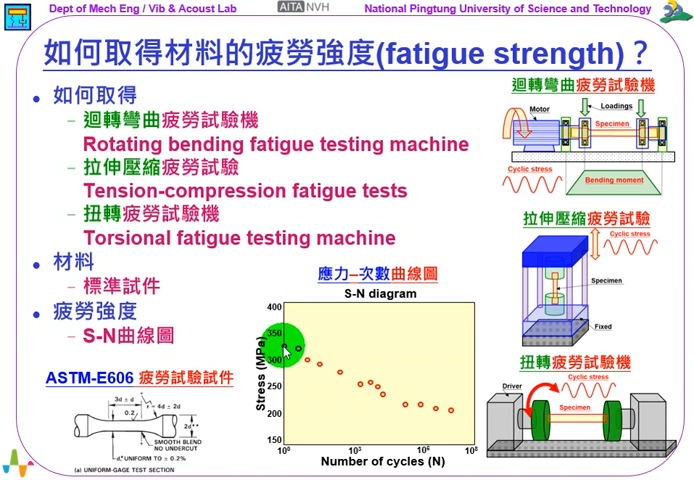 Dept of Mech Eng / Vib & Acoust Lab
AITA NVH
National Pingtung University of Science and Technology
如何取得材料的疲勞強度(fatigue strength)？
如何取得
迴轉彎曲疲勞試驗機
Rotating bending fatigue testing machine
拉伸壓縮疲勞試驗
Tension-compression fatigue tests
扭轉疲勞試驗機
Torsional fatigue testing machine
材料
標準試件
疲勞強度
S-N曲線圖
ASTM-E606 疲勞試驗試件
3d ± d
0.2
r = 4d ± 2d
2d**
SMOOTH BLEND
NO UNDERCUT
UNIFORM TO ± 0.2%
(a) UNIFORM-GAGE TEST SECTION
應力–次數曲線圖
S-N diagram
Stress (MPa)
400
350
300
250
200
150
10⁰
10³
10⁶
10⁸
Number of cycles (N)
迴轉彎曲疲勞試驗機
Motor
Loadings
Specimen
Cyclic stress
Bending moment
拉伸壓縮疲勞試驗
Cyclic stress
Specimen
Fixed
扭轉疲勞試驗機
Driver
Cyclic stress
Specimen